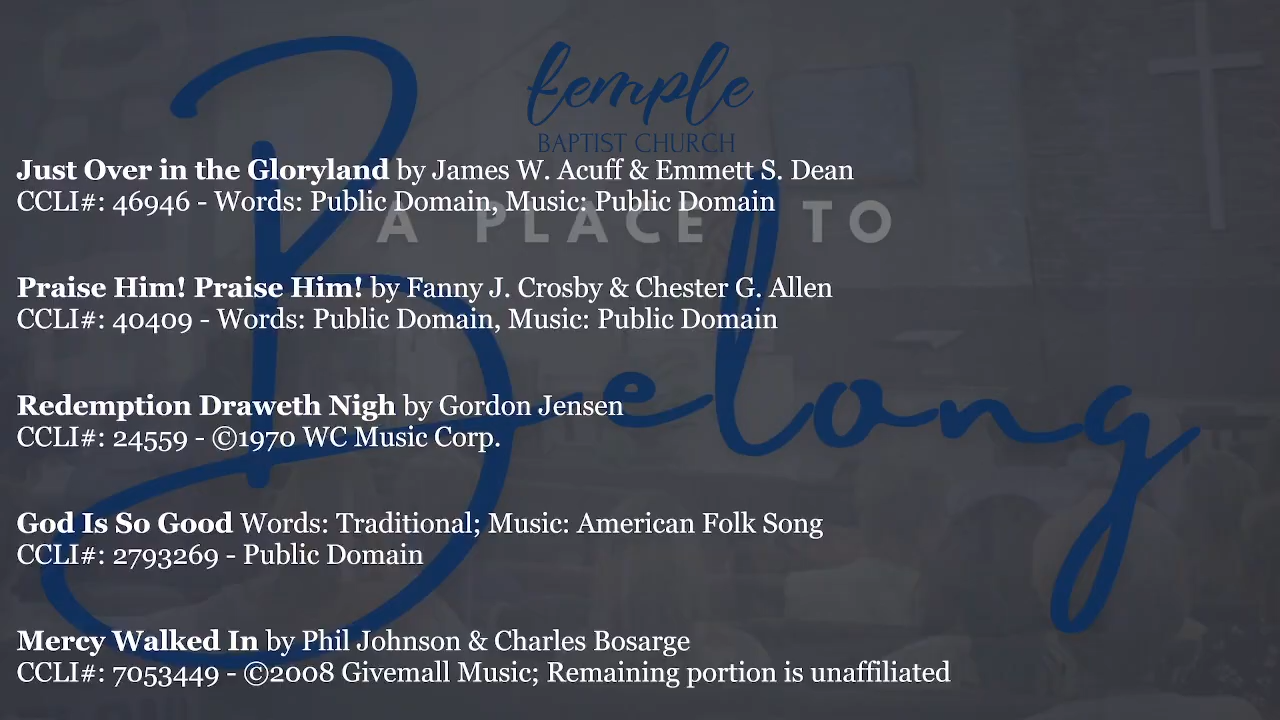 temple
BAPTIST CHURCH
Just Over in the Gloryland by James W. Acuff & Emmett S. Dean
CCLI#: 46946 - Words: Public Domain, Music: Public Domain
A PLACE TO
Praise Him! Praise Him! by Fanny J. Crosby & Chester G. Allen
CCLI#: 40409 - Words: Public Domain, Music: Public Domain
Belong
Redemption Draweth Nigh by Gordon Jensen
CCLI#: 24559 - ©1970 WC Music Corp.
God Is So Good Words: Traditional; Music: American Folk Song
CCLI#: 2793269 - Public Domain
Mercy Walked In by Phil Johnson & Charles Bosarge
CCLI#: 7053449 - ©2008 Givemall Music; Remaining portion is unaffiliated